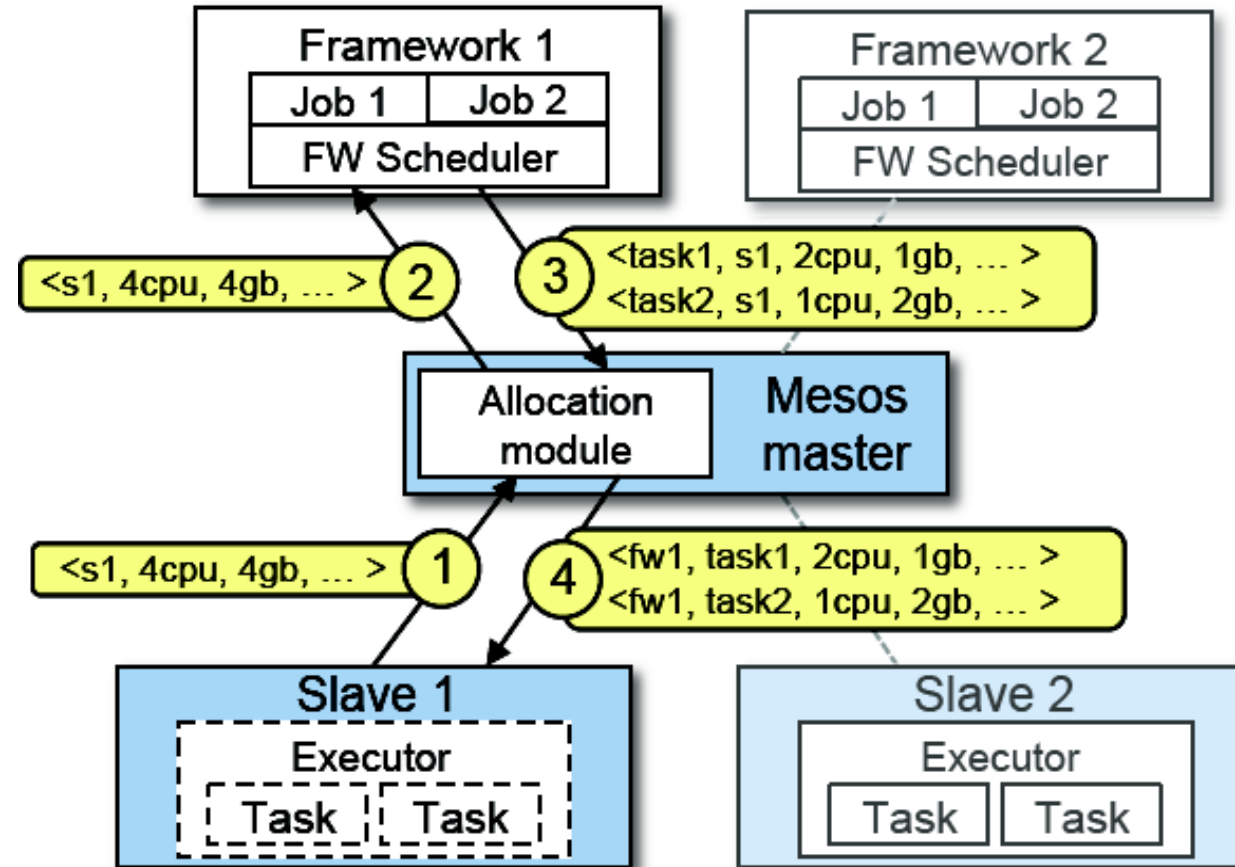 Framework 1
Job 1 Job 2
FW Scheduler
Framework 2
Job 1 Job 2
FW Scheduler
<s1, 4cpu, 4gb, ... >
2
3
<task1, s1, 2cpu, 1gb, ... >
<task2, s1, 1cpu, 2gb, ... >
Allocation
module
Mesos
master
<s1, 4cpu, 4gb, ... >
1
4
<fw1, task1, 2cpu, 1gb, ... >
<fw1, task2, 1cpu, 2gb, ... >
Slave 1
Executor
Task Task
Slave 2
Executor
Task Task